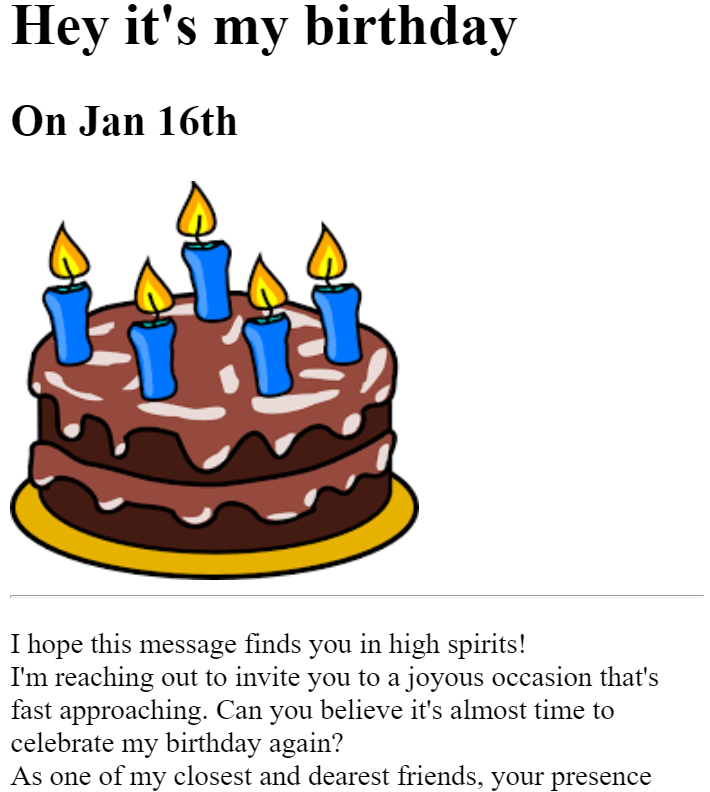 Hey it's my birthday
On Jan 16th
I hope this message finds you in high spirits!
I'm reaching out to invite you to a joyous occasion that's
fast approaching. Can you believe it's almost time to
celebrate my birthday again?
As one of my closest and dearest friends, your presence